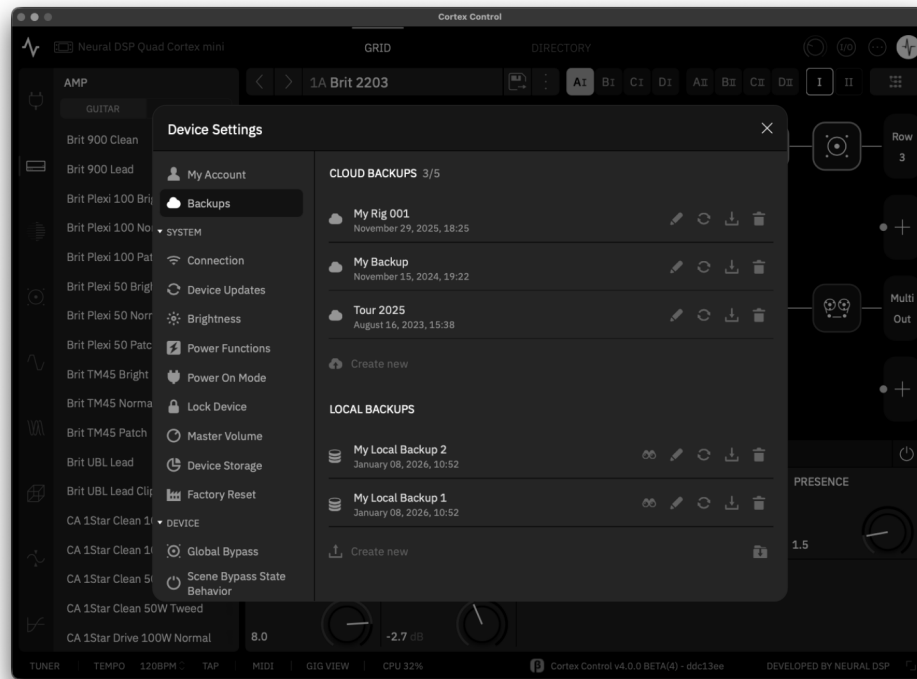 Cortex Control
Neural DSP Quad Cortex mini
GRID
DIRECTORY
I/O
AMP
1A Brit 2203
AI
BI
CI
DI
AII
BII
CII
DII
I
II
GUITAR
Brit 900 Clean
Brit 900 Lead
Brit Plexi 100 Bri
Brit Plexi 100 No
Brit Plexi 100 Pat
Brit Plexi 50 Brigh
Brit Plexi 50 Norr
Brit Plexi 50 Patc
Brit TM45 Bright
Brit TM45 Norma
Brit TM45 Patch
Brit UBL Lead
Brit UBL Lead Clip
CA 1Star Clean 10
CA 1Star Clean 1
CA 1Star Clean 50
CA 1Star Clean 50W Tweed
CA 1Star Drive 100W Normal
Device Settings
My Account
Backups
SYSTEM
Connection
Device Updates
Brightness
Power Functions
Power On Mode
Lock Device
Master Volume
Device Storage
Factory Reset
DEVICE
Global Bypass
Scene Bypass State
Behavior
CLOUD BACKUPS 3/5
My Rig 001
November 29, 2025, 18:25
My Backup
November 15, 2024, 19:22
Tour 2025
August 16, 2023, 15:38
Create new
LOCAL BACKUPS
My Local Backup 2
January 08, 2026, 10:52
My Local Backup 1
January 08, 2026, 10:52
Create new
Row
3
Multi
Out
PRESENCE
1.5
8.0
-2.7 dB
TUNER
TEMPO
120BPM
TAP
MIDI
GIG VIEW
CPU 32%
β Cortex Control v4.0.0 BETA(4) - ddc13ee
DEVELOPED BY NEURAL DSP